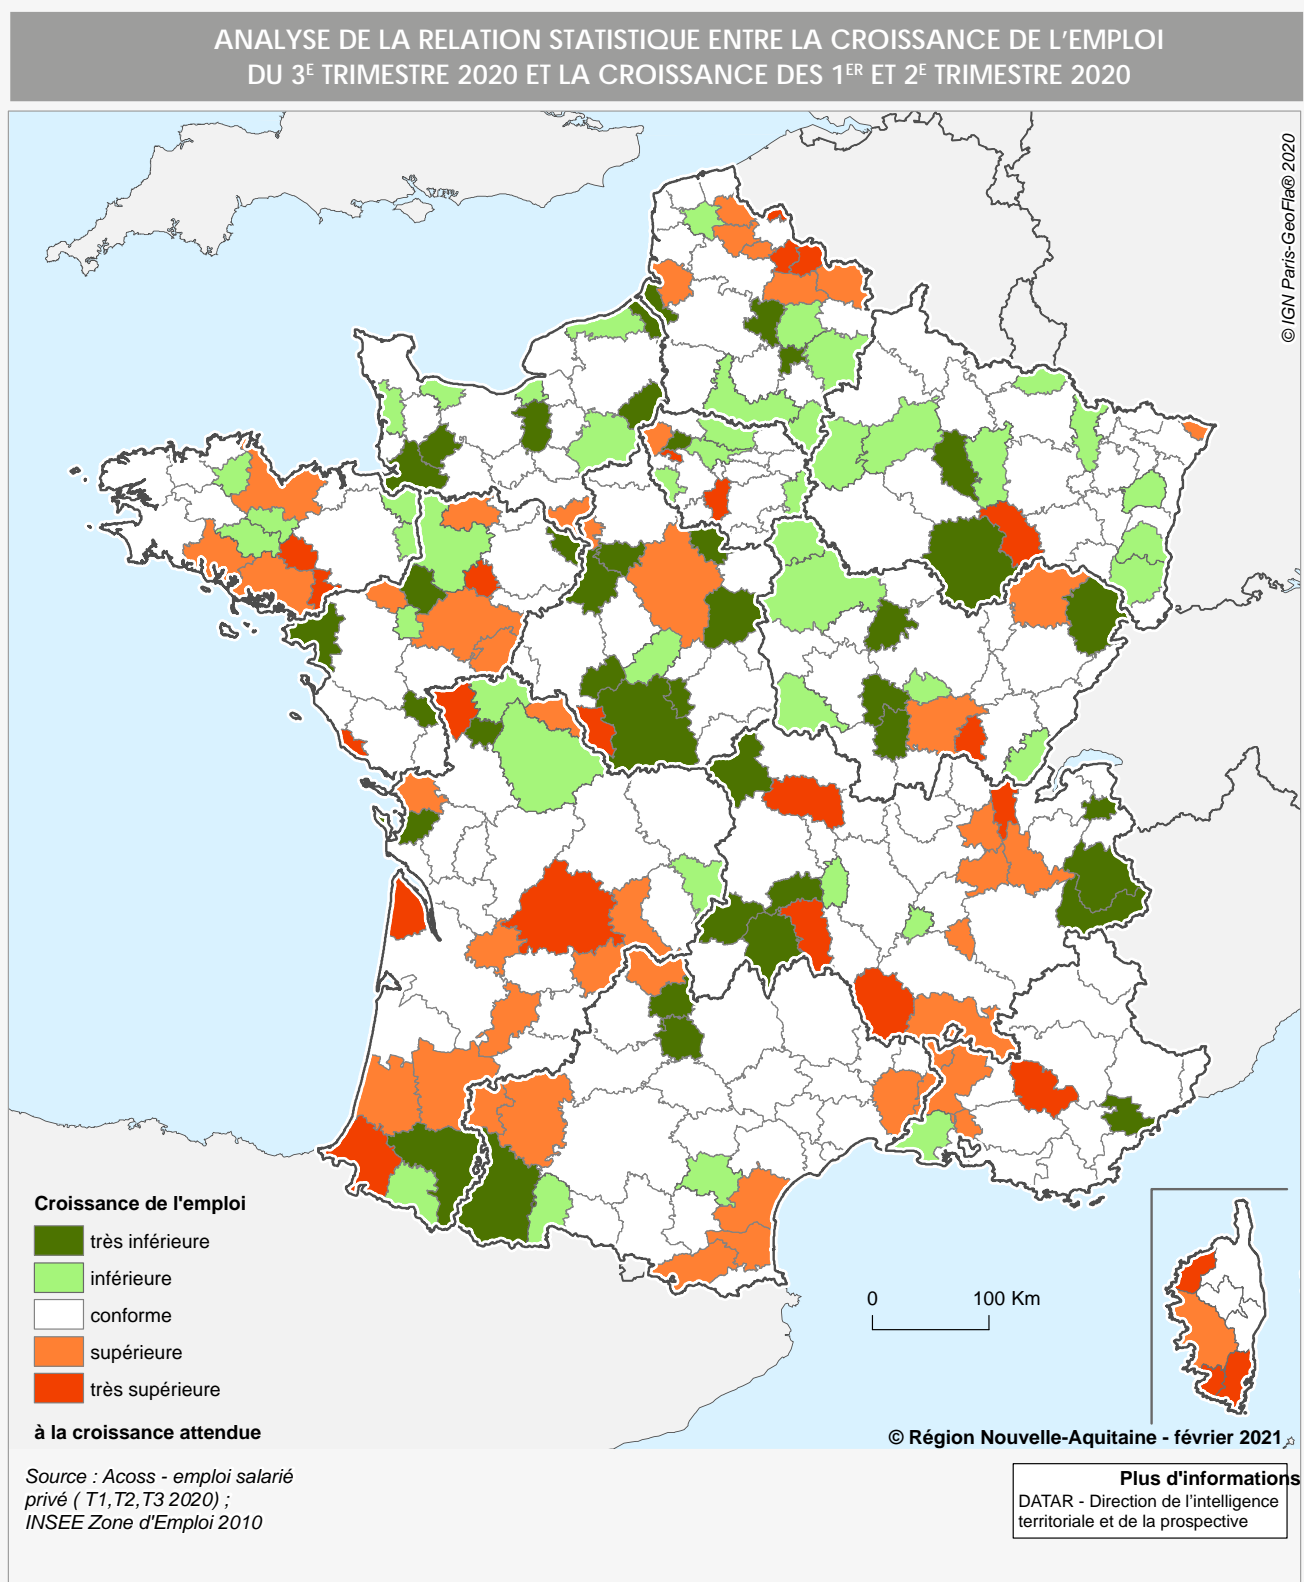 ANALYSE DE LA RELATION STATISTIQUE ENTRE LA CROISSANCE DE L'EMPLOI
DU 3E TRIMESTRE 2020 ET LA CROISSANCE DES 1ER ET 2E TRIMESTRE 2020
© IGN Paris-GeoFla® 2020
Croissance de l'emploi
très inférieure
inférieure
conforme
supérieure
très supérieure
à la croissance attendue
0 100 Km
© Région Nouvelle-Aquitaine - février 2021
Source : Acoss - emploi salarié
privé ( T1,T2,T3 2020) ;
INSEE Zone d'Emploi 2010
Plus d'informations
DATAR - Direction de l'intelligence
territoriale et de la prospective